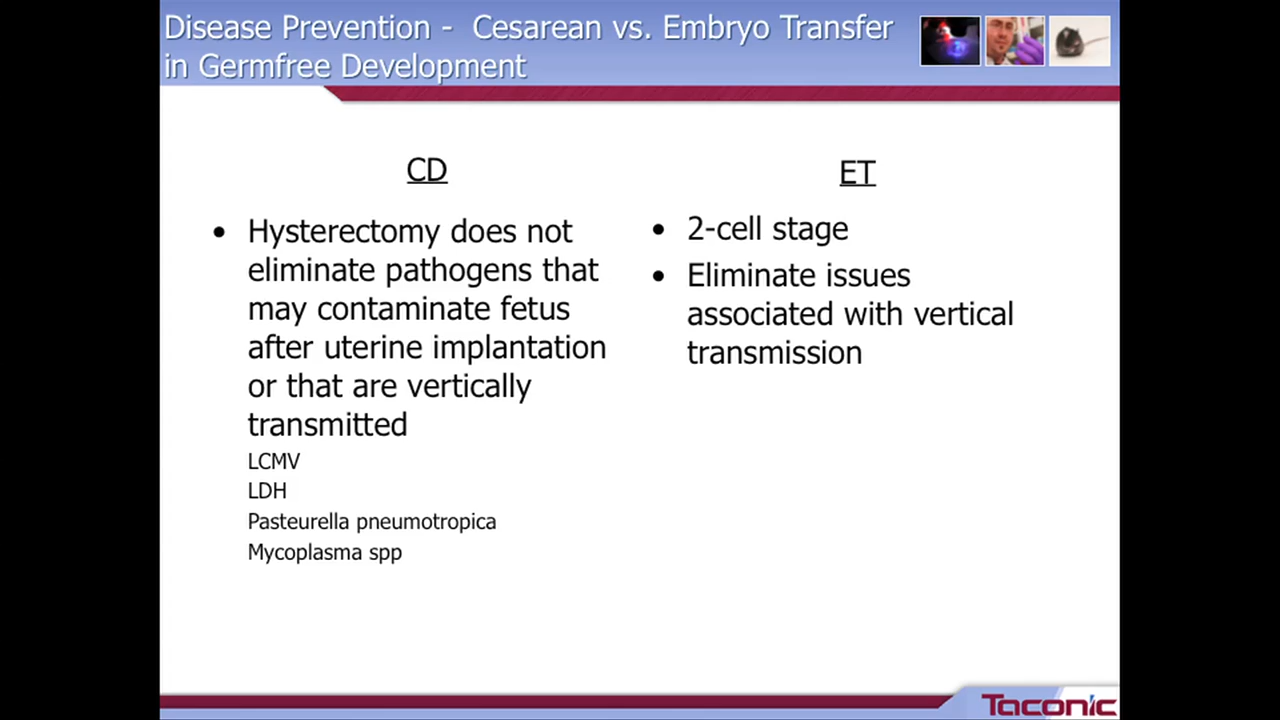 Disease Prevention - Cesarean vs. Embryo Transfer
in Germfree Development
CD
Hysterectomy does not
eliminate pathogens that
may contaminate fetus
after uterine implantation
or that are vertically
transmitted
LCMV
LDH
Pasteurella pneumotropica
Mycoplasma spp
ET
2-cell stage
Eliminate issues
associated with vertical
transmission
Taconic